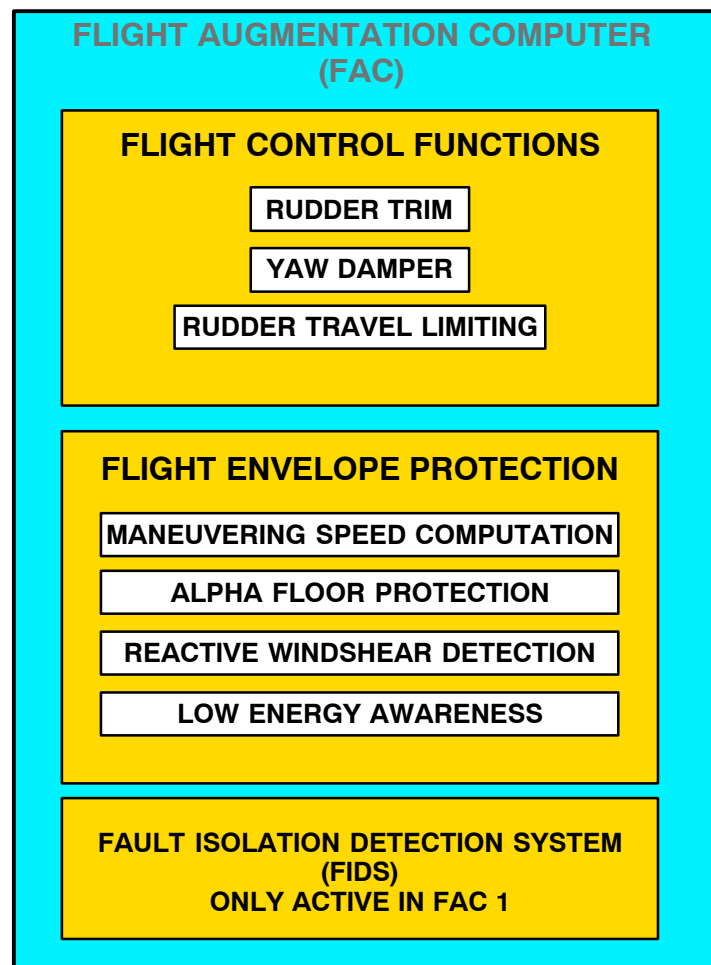 FLIGHT AUGMENTATION COMPUTER
(FAC)
FLIGHT CONTROL FUNCTIONS
RUDDER TRIM
YAW DAMPER
RUDDER TRAVEL LIMITING
FLIGHT ENVELOPE PROTECTION
MANEUVERING SPEED COMPUTATION
ALPHA FLOOR PROTECTION
REACTIVE WINDSHEAR DETECTION
LOW ENERGY AWARENESS
FAULT ISOLATION DETECTION SYSTEM
(FIDS)
ONLY ACTIVE IN FAC 1